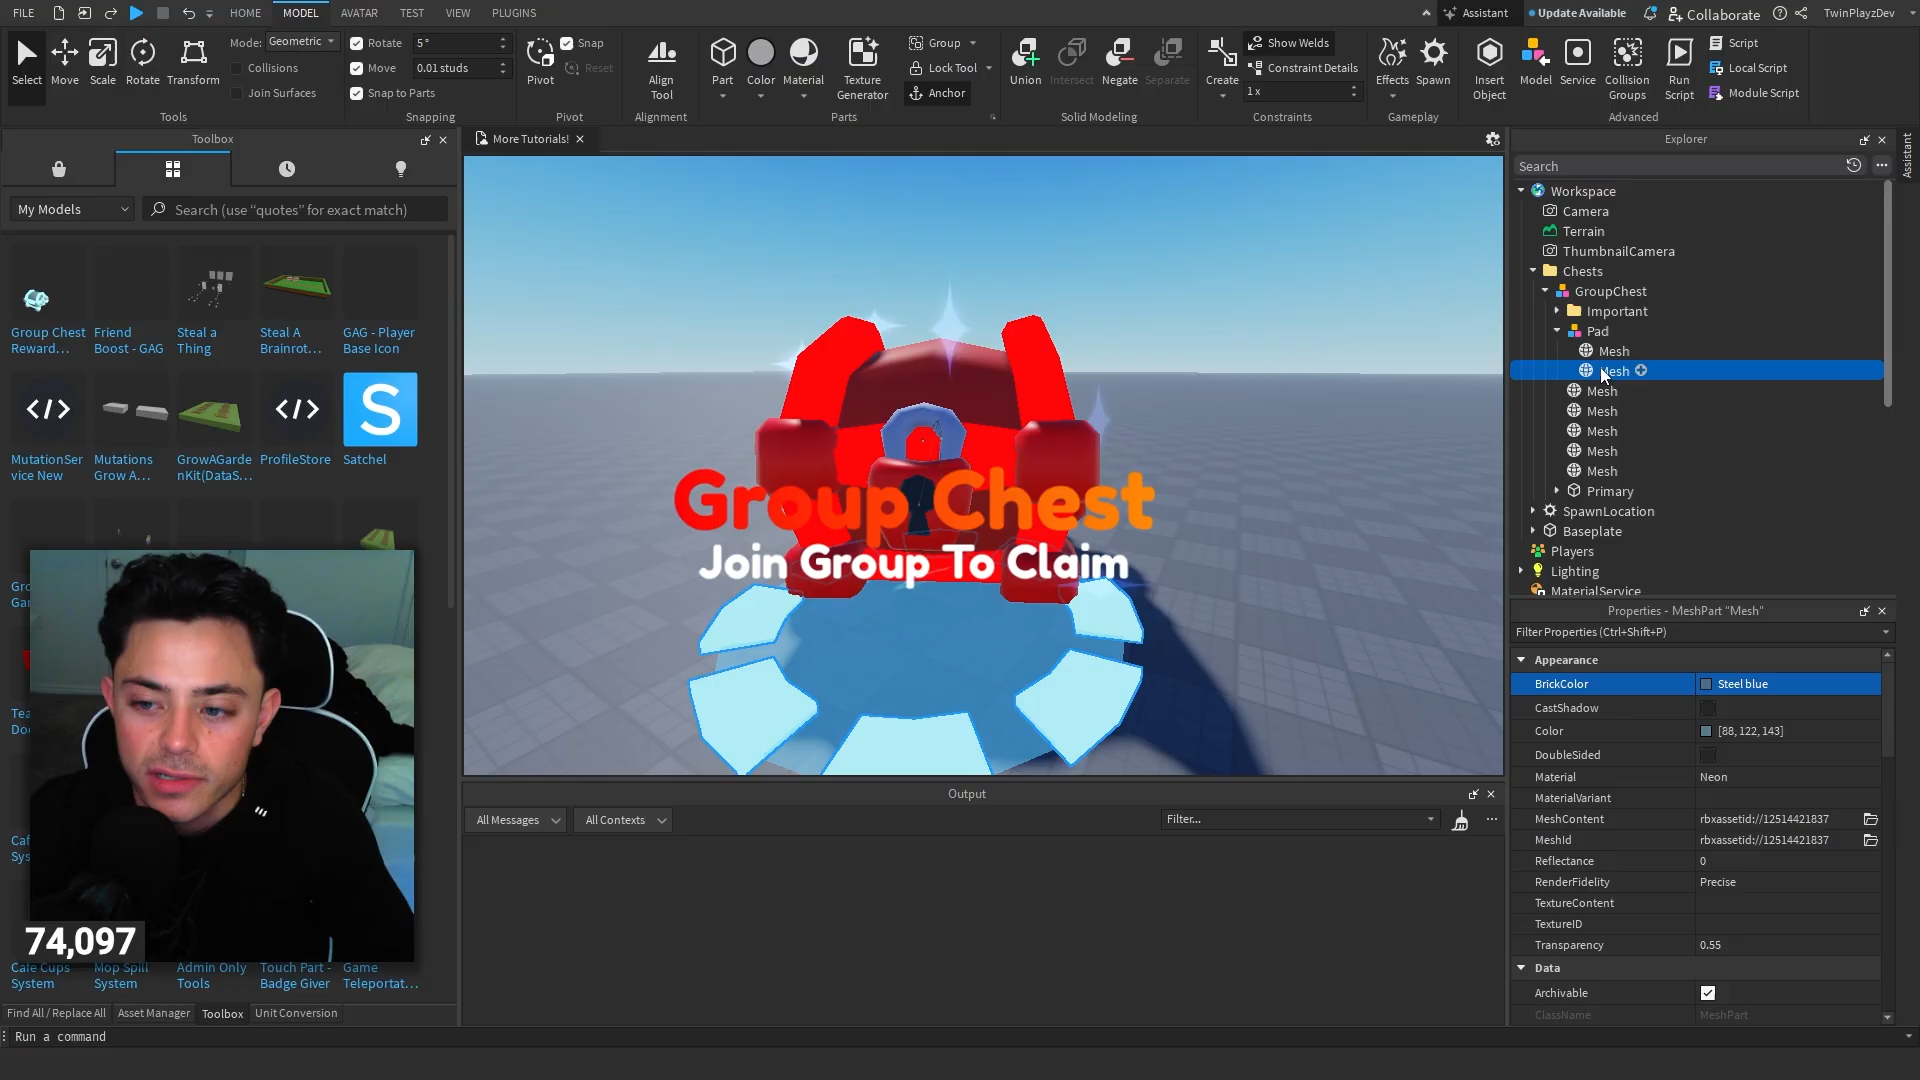 FILE
HOME
MODEL
AVATAR
TEST
VIEW
PLUGINS
Assistant
Update Available
Collaborate
TwinPlayzDev
Select
Move
Scale
Rotate
Transform
Mode:
Geometric
Collisions
Join Surfaces
Tools
Rotate
5 °
Move
0.01 studs
Snap to Parts
Snapping
Pivot
Snap
Reset
Pivot
Align Tool
Alignment
Part
Color
Material
Texture Generator
Group
Lock Tool
Anchor
Parts
Union
Intersect
Negate
Separate
Solid Modeling
Create
Show Welds
Constraint Details
1 x
Constraints
Effects
Spawn
Gameplay
Insert Object
Model
Service
Collision Groups
Run Script
Script
Local Script
Module Script
Advanced
Toolbox
My Models
Search (use “quotes” for exact match)
Group Chest Reward...
Friend Boost - GAG
Steal a Thing
Steal A Brainrot...
GAG - Player Base Icon
MutationSer vice New
Mutations Grow A...
GrowAGarde nKit(DataS...
ProfileStore
S
Satchel
74,097
Cafe Cups System
Mop Spill System
Admin Only Tools
Touch Part - Badge Giver
Game Teleportat...
Find All / Replace All
Asset Manager
Toolbox
Unit Conversion
Run a command
More Tutorials!
Group Chest
Join Group To Claim
Output
All Messages
All Contexts
Filter...
Explorer
Assistant
Search
Workspace
Camera
Terrain
ThumbnailCamera
Chests
GroupChest
Important
Pad
Mesh
Mesh
Mesh
Mesh
Mesh
Mesh
Mesh
Primary
SpawnLocation
Baseplate
Players
Lighting
MaterialService
Properties - MeshPart "Mesh"
Filter Properties (Ctrl+Shift+P)
Appearance
BrickColor
Steel blue
CastShadow
Color
[88, 122, 143]
DoubleSided
Material
Neon
MaterialVariant
MeshContent
rbxassetid://12514421837
MeshId
rbxassetid://12514421837
Reflectance
0
RenderFidelity
Precise
TextureContent
TextureID
Transparency
0.55
Data
Archivable
ClassName
MeshPart